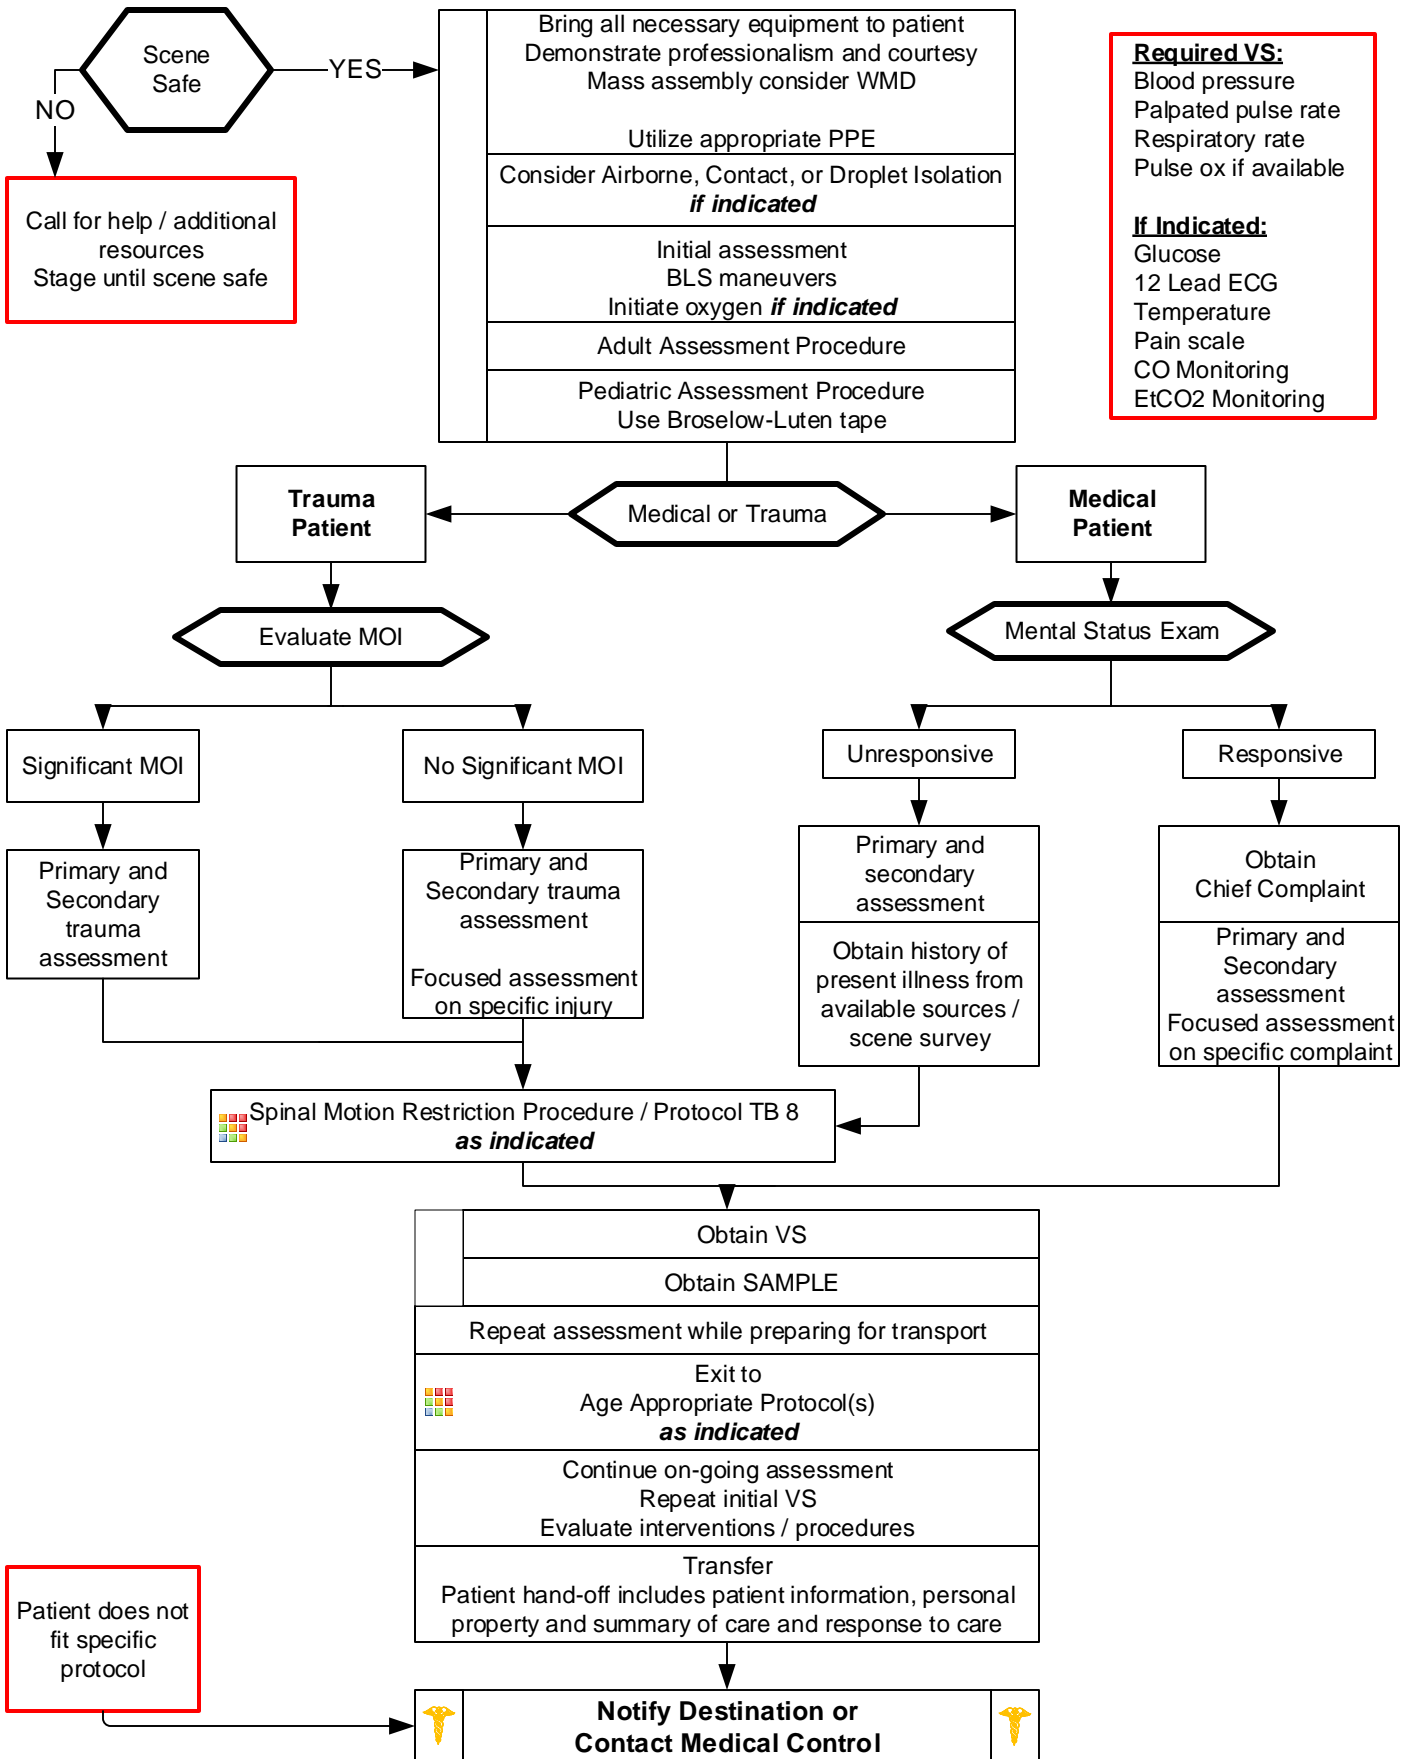 Scene
Safe
YES
NO
Call for help / additional
resources
Stage until scene safe
Bring all necessary equipment to patient
Demonstrate professionalism and courtesy
Mass assembly consider WMD
Utilize appropriate PPE
Consider Airborne, Contact, or Droplet Isolation
if indicated
Initial assessment
BLS maneuvers
Initiate oxygen if indicated
Adult Assessment Procedure
Pediatric Assessment Procedure
Use Broselow-Luten tape
Required VS:
Blood pressure
Palpated pulse rate
Respiratory rate
Pulse ox if available
If Indicated:
Glucose
12 Lead ECG
Temperature
Pain scale
CO Monitoring
EtCO2 Monitoring
Trauma
Patient
Medical or Trauma
Medical
Patient
Evaluate MOI
Mental Status Exam
Significant MOI
No Significant MOI
Unresponsive
Responsive
Primary and
Secondary
trauma
assessment
Primary and
Secondary trauma
assessment
Focused assessment
on specific injury
Primary and
secondary
assessment
Obtain history of
present illness from
available sources /
scene survey
Obtain
Chief Complaint
Primary and
Secondary
assessment
Focused assessment
on specific complaint
Spinal Motion Restriction Procedure / Protocol TB 8
as indicated
Obtain VS
Obtain SAMPLE
Repeat assessment while preparing for transport
Exit to
Age Appropriate Protocol(s)
as indicated
Continue on-going assessment
Repeat initial VS
Evaluate interventions / procedures
Transfer
Patient hand-off includes patient information, personal
property and summary of care and response to care
Patient does not
fit specific
protocol
Notify Destination or
Contact Medical Control